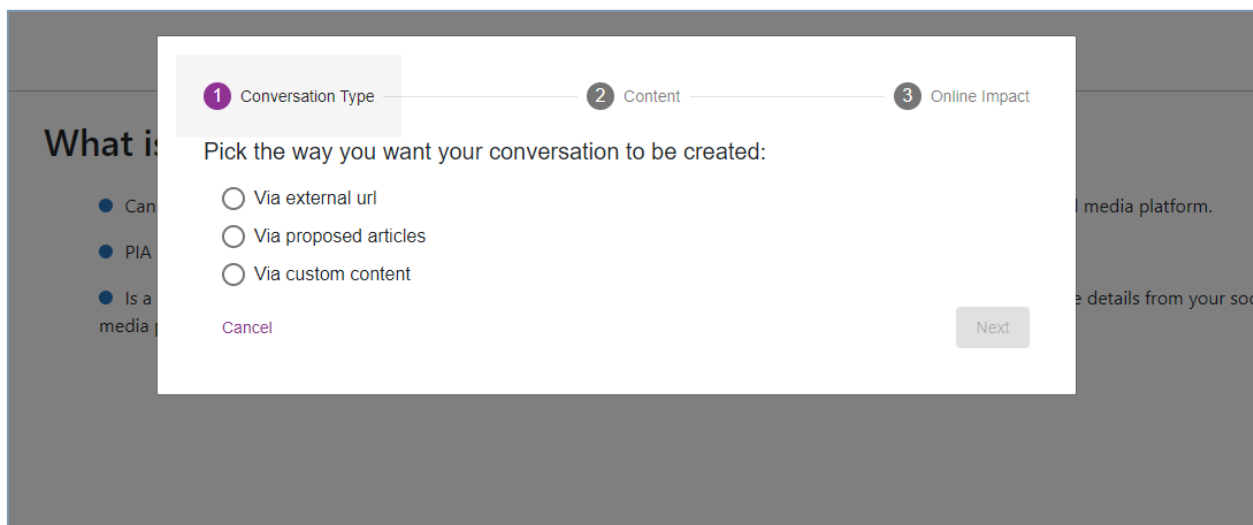 1 Conversation Type 2 Content 3 Online Impact
What is
Pick the way you want your conversation to be created:
Via external url
Can media platform.
Via proposed articles
PIA
Via custom content
Is a details from your soc
media
Cancel Next